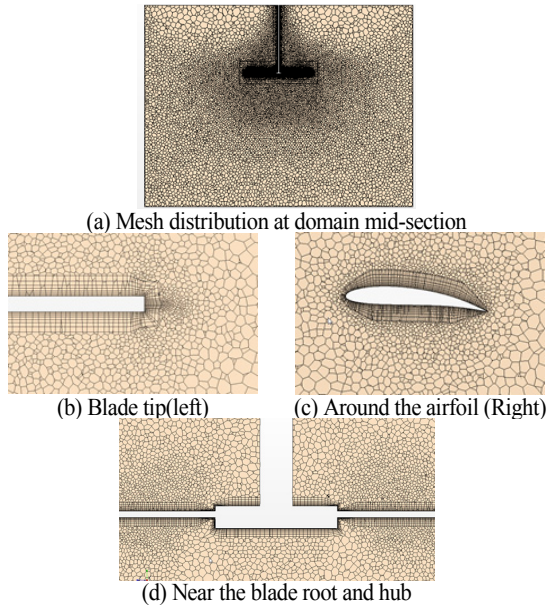 (a) Mesh distribution at domain mid-section
(b) Blade tip(left)
(c) Around the airfoil (Right)
(d) Near the blade root and hub